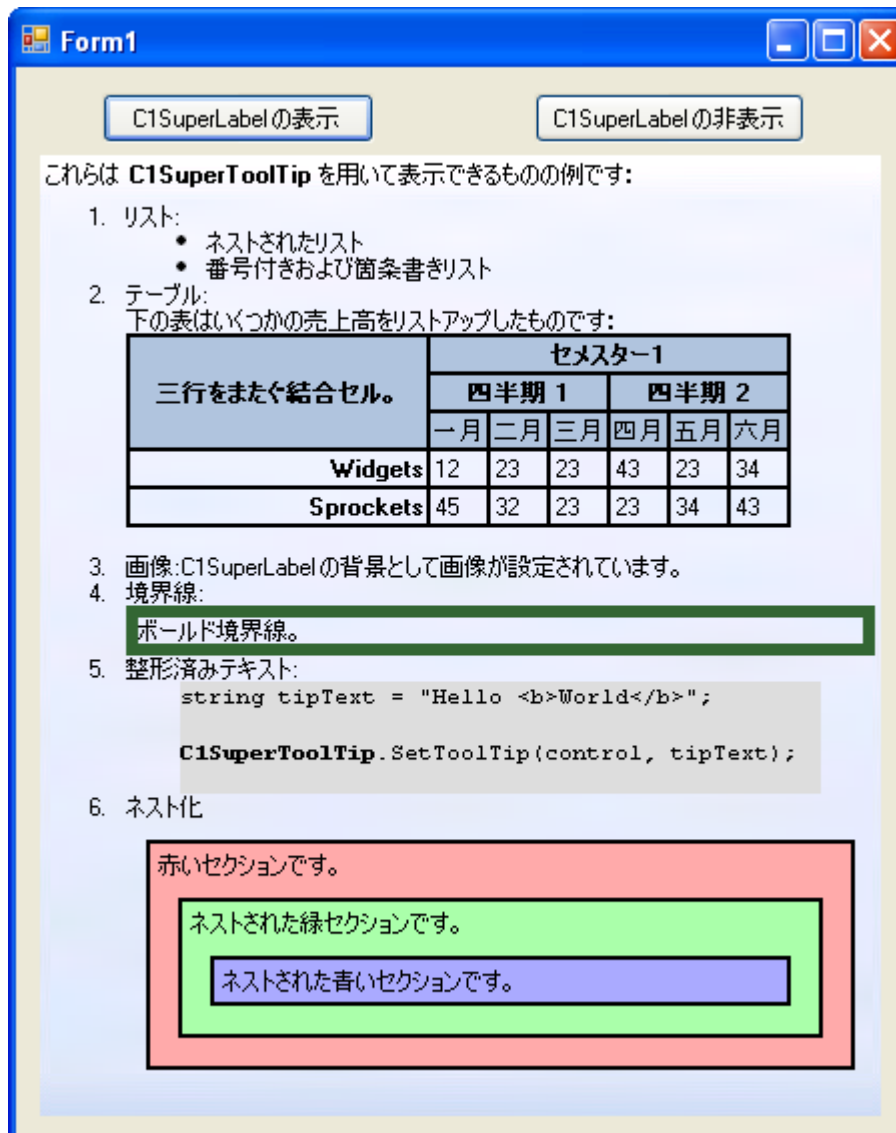 Form1
C1SuperLabelの表示 C1SuperLabelの非表示
これらは C1SuperToolTip を用いて表示できるものの例です:
1. リスト:
• ネストされたリスト
• 番号付きおよび箇条書きリスト
2. テーブル:
下の表はいくつかの売上高をリストアップしたものです:
セメスター1
三行をまたぐ結合セル。 四半期 1 四半期 2
一月 二月 三月 四月 五月 六月
Widgets 12 23 23 43 23 34
Sprockets 45 32 23 23 34 43
3. 画像:C1SuperLabelの背景として画像が設定されています。
4. 境界線:
ボールド境界線。
5. 整形済みテキスト:
string tipText = "Hello <b>World</b>";
C1SuperToolTip.SetToolTip(control, tipText);
6. ネスト化
赤いセクションです。
ネストされた緑セクションです。
ネストされた青いセクションです。